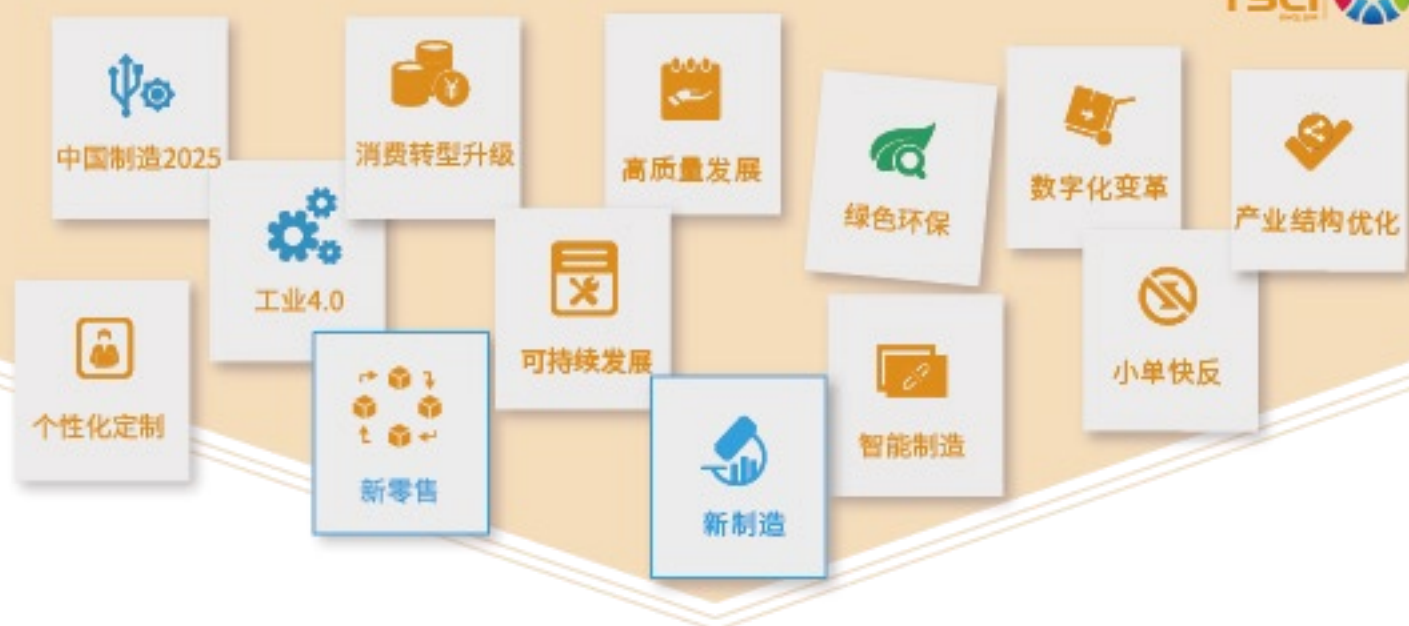 中国制造2025
消费转型升级
高质量发展
绿色环保
数字化变革
产业结构优化
工业4.0
可持续发展
小单快反
个性化定制
新零售
新制造
智能制造